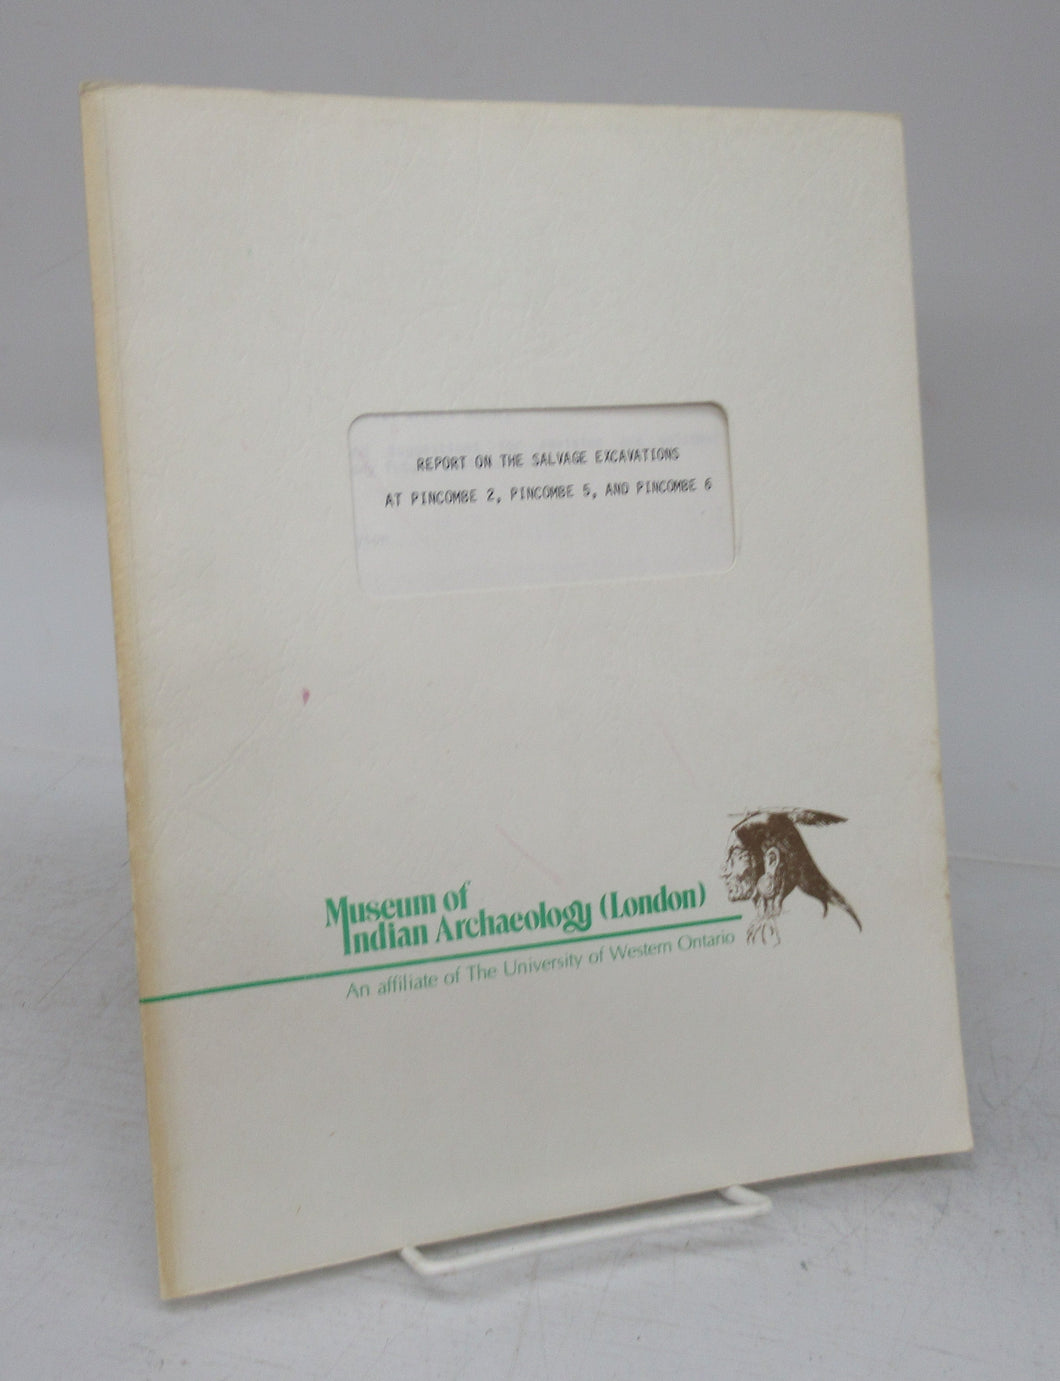 REPORT ON THE SALVAGE EXCAVATIONS
AT PINCOMBE 2, PINCOMBE 5, AND PINCOMBE 6
Museum of
Indian Archaeology (London)
An affiliate of The University of Western Ontario